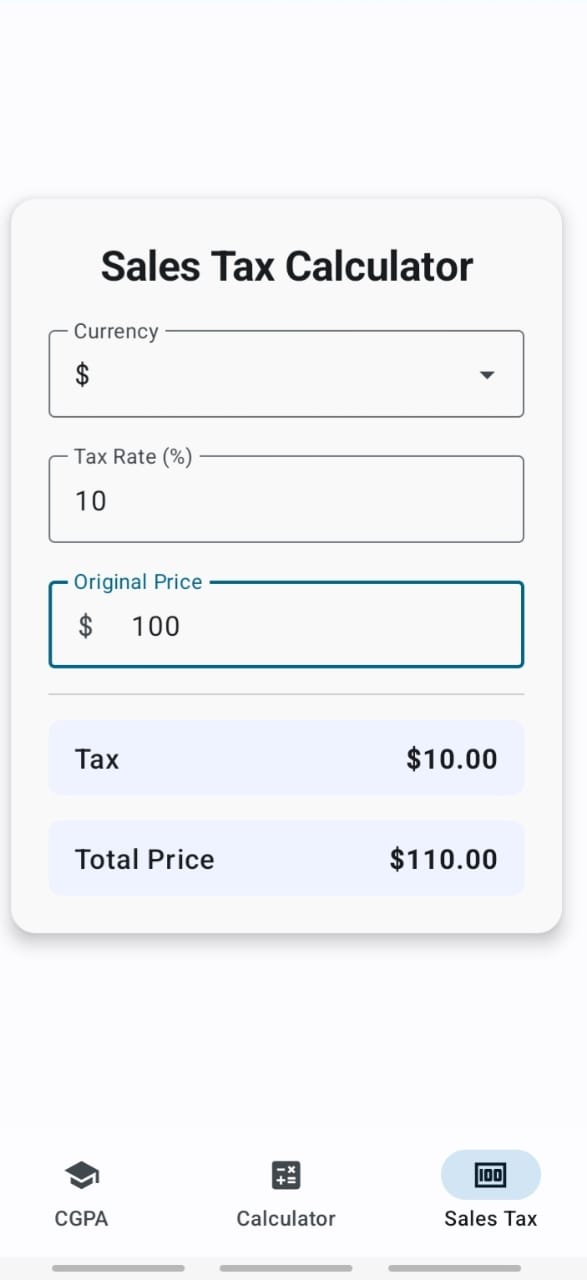 Sales Tax Calculator
Currency
$
Tax Rate (%)
10
Original Price
$ 100
Tax $10.00
Total Price $110.00
100
CGPA Calculator Sales Tax